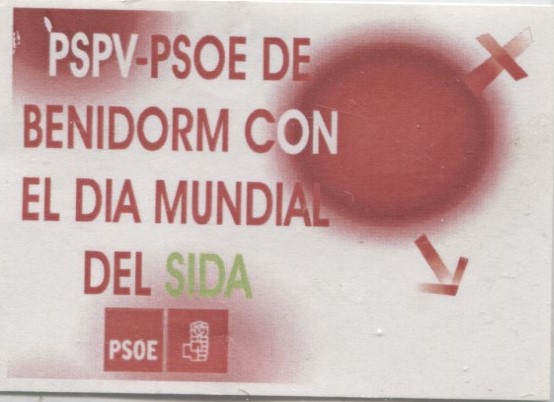 PSPV-PSOE DE
BENIDORM CON
EL DIA MUNDIAL
DEL SIDA
PSOE